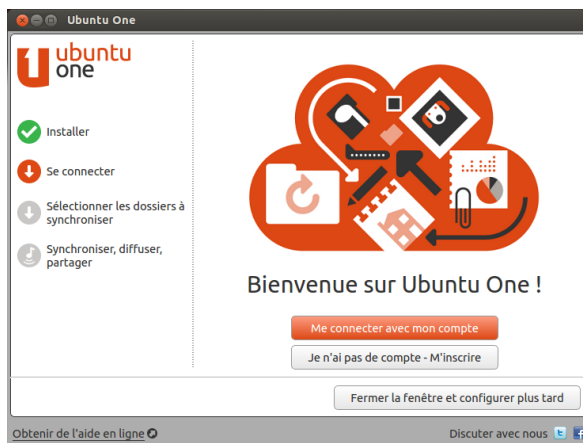 Ubuntu One
ubuntu
one
Installer
Se connecter
Sélectionner les dossiers à
synchroniser
Synchroniser, diffuser,
partager
Bienvenue sur Ubuntu One !
Me connecter avec mon compte
Je n'ai pas de compte - M'inscrire
Fermer la fenêtre et configurer plus tard
Obtenir de l'aide en ligne
Discuter avec nous